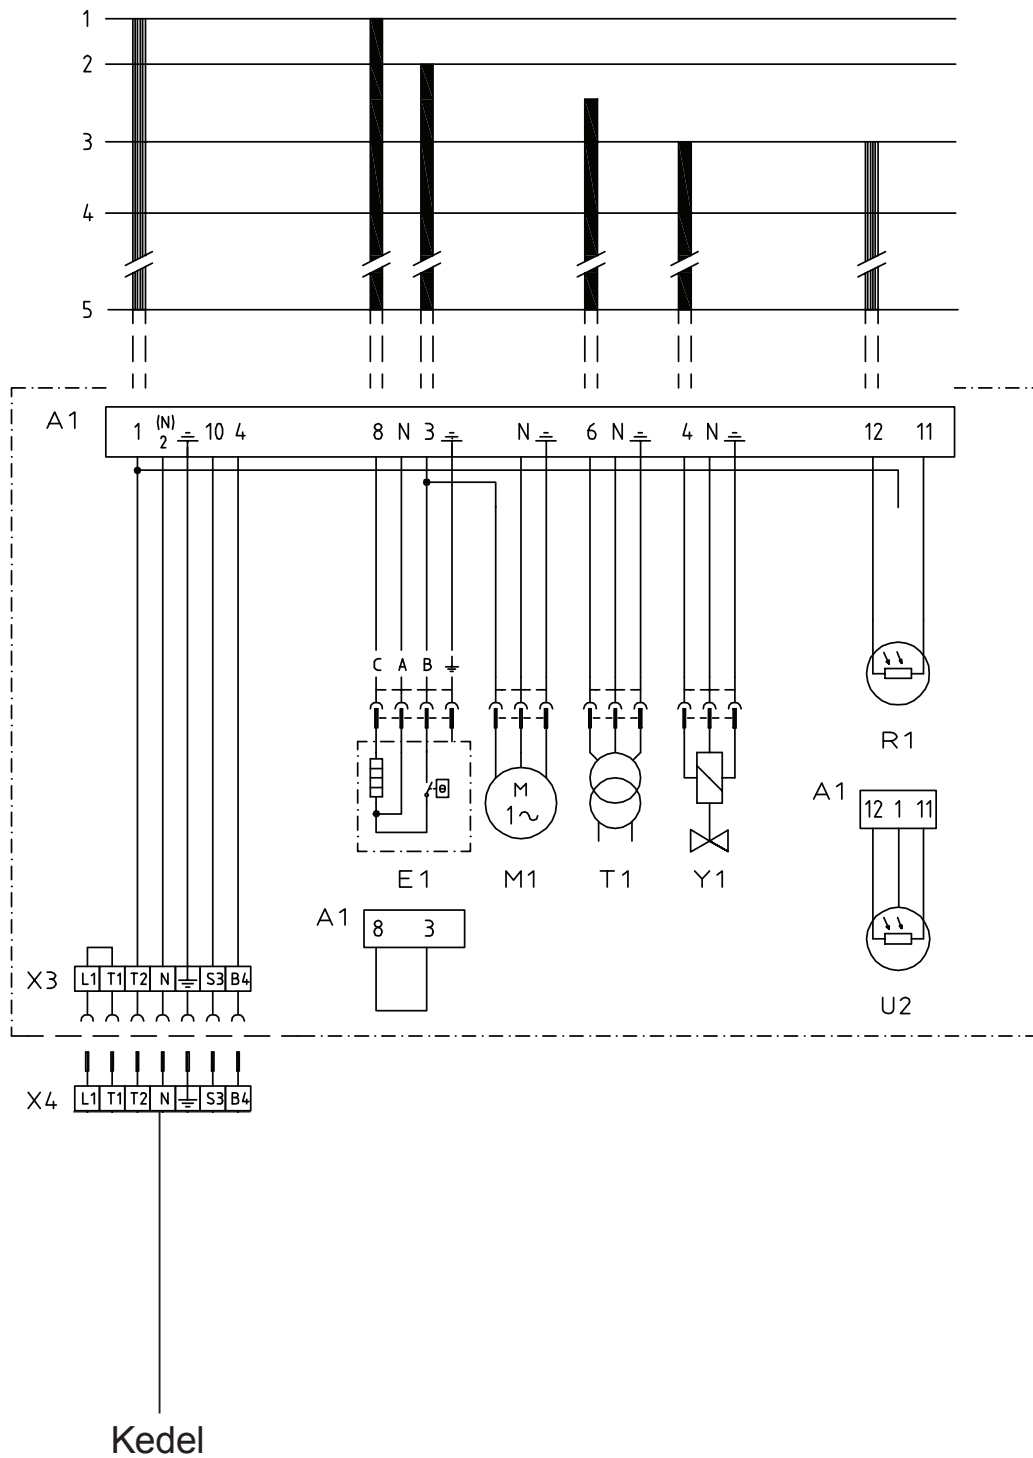 1
2
3
4
5
A1
1 (N) 2 10 4 8 N 3 N 6 N 4 N 12 11
C A B
R1
M
1~
A1
12 1 11
E1 M1 T1 Y1
A1
8 3
X3 L1 T1 T2 N S3 B4
U2
X4 L1 T1 T2 N S3 B4
Kedel